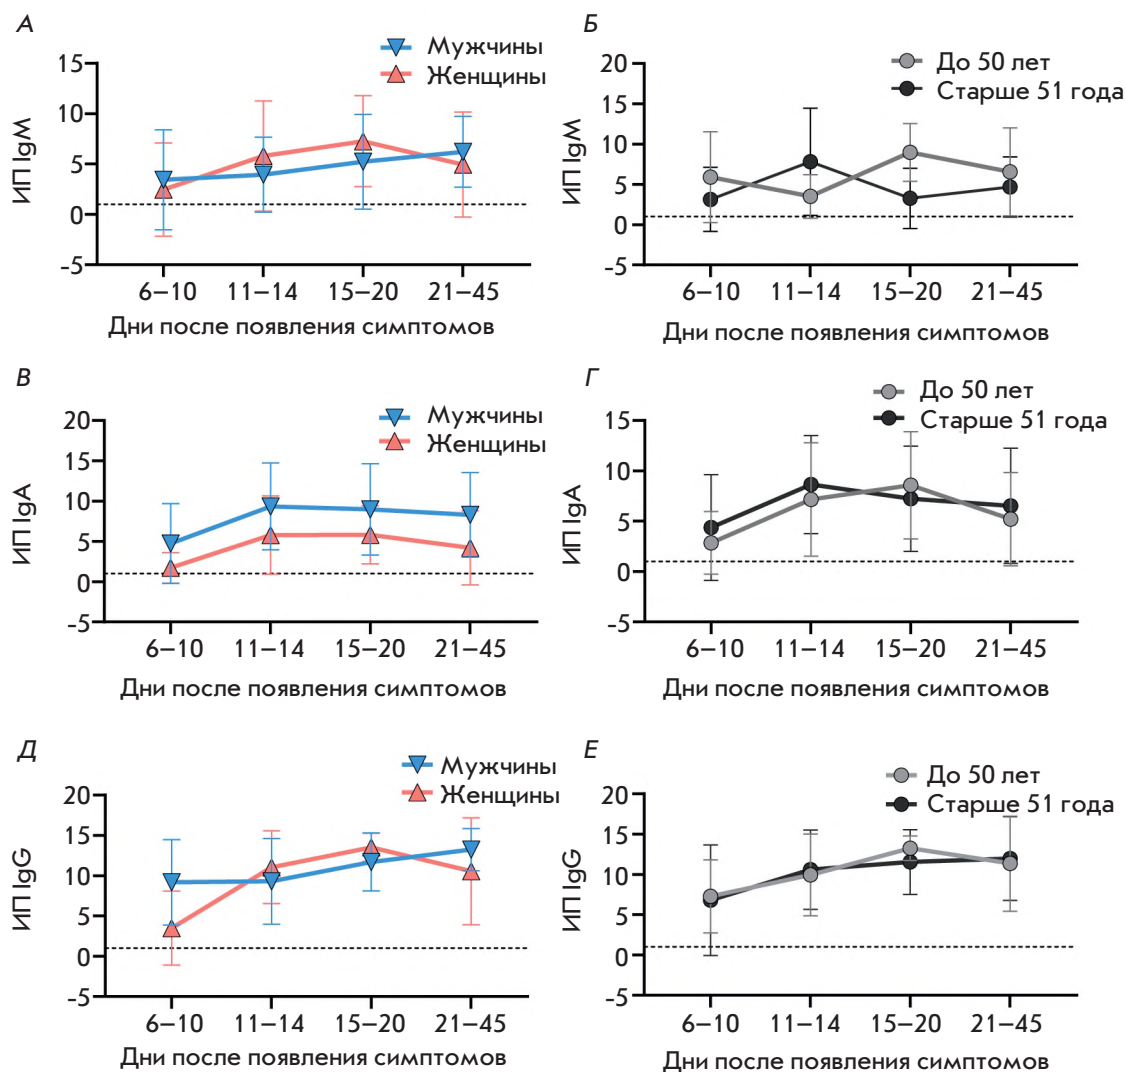 А
Мужчины
Женщины
ИП IgM
15
10
5
0
–5
6–10 11–14 15–20 21–45
Дни после появления симптомов
Б
До 50 лет
Старше 51 года
ИП IgM
20
15
10
5
0
–5
6–10 11–14 15–20 21–45
Дни после появления симптомов
В
Мужчины
Женщины
ИП IgA
20
15
10
5
0
–5
6–10 11–14 15–20 21–45
Дни после появления симптомов
Г
До 50 лет
Старше 51 года
ИП IgA
15
10
5
0
–5
6–10 11–14 15–20 21–45
Дни после появления симптомов
Д
Мужчины
Женщины
ИП IgG
20
15
10
5
0
–5
6–10 11–14 15–20 21–45
Дни после появления симптомов
Е
До 50 лет
Старше 51 года
ИП IgG
20
15
10
5
0
–5
6–10 11–14 15–20 21–45
Дни после появления симптомов